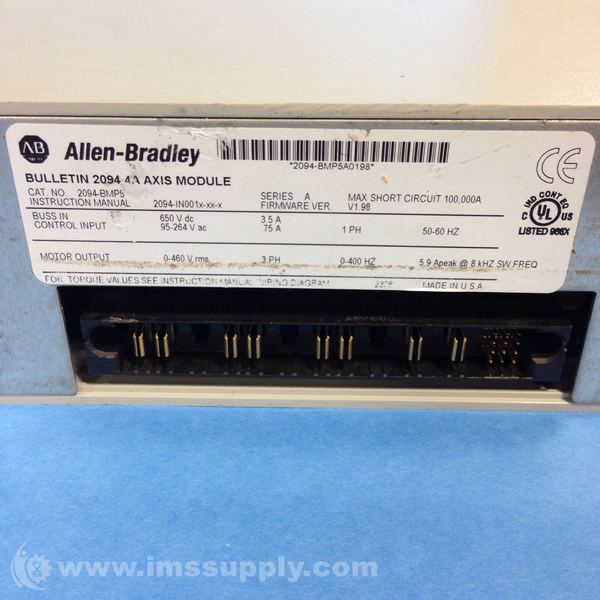 AB Allen-Bradley
*2094-BMP5A0198*
BULLETIN 2094 4A AXIS MODULE
CAT. NO. 2094-BMP5 SERIES A MAX SHORT CIRCUIT 100,000A
INSTRUCTION MANUAL 2094-IN001x-xx-x FIRMWARE VER. V1.98
BUSS IN 650 V dc 3.5 A
CONTROL INPUT 95-264 V ac .75 A 1 PH 50-60 HZ
MOTOR OUTPUT 0-460 V rms 3 PH 0-400 HZ 5.9 Apeak @ 8 kHZ SW FREQ
FOR TORQUE VALUES SEE INSTRUCTION MANUAL WIRING DIAGRAM MADE IN U.S.A
CE
IND CONT EQ
C UL US
LISTED 966X
www.imssupply.com